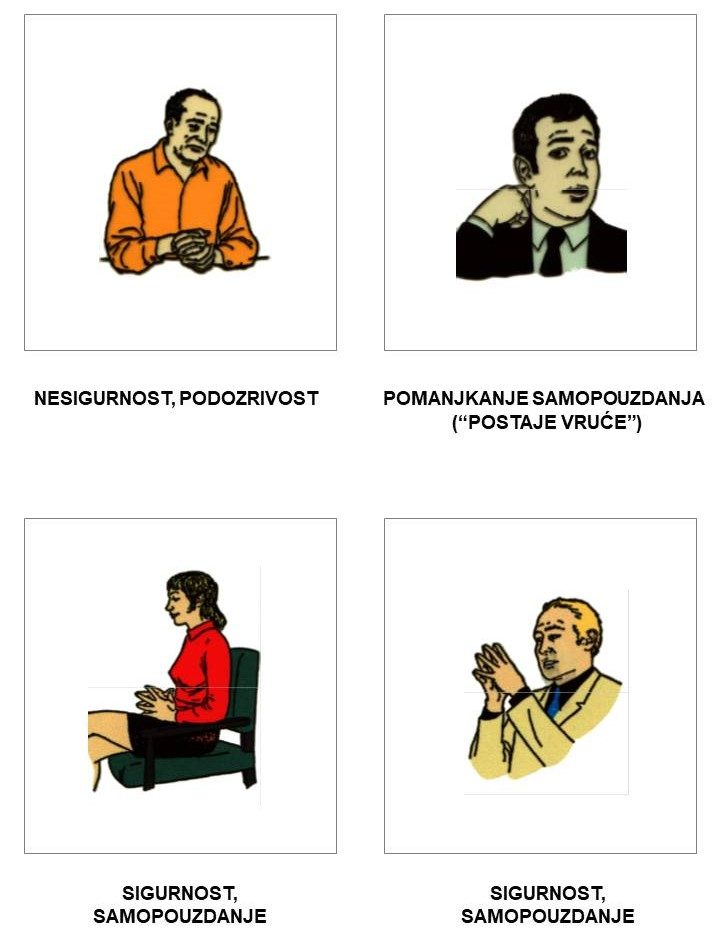 NESIGURNOST, PODOZRIVOST
POMANJKANJE SAMOPOUZDANJA
(“POSTAJE VRUĆE”)
SIGURNOST,
SAMOPOUZDANJE
SIGURNOST,
SAMOPOUZDANJE